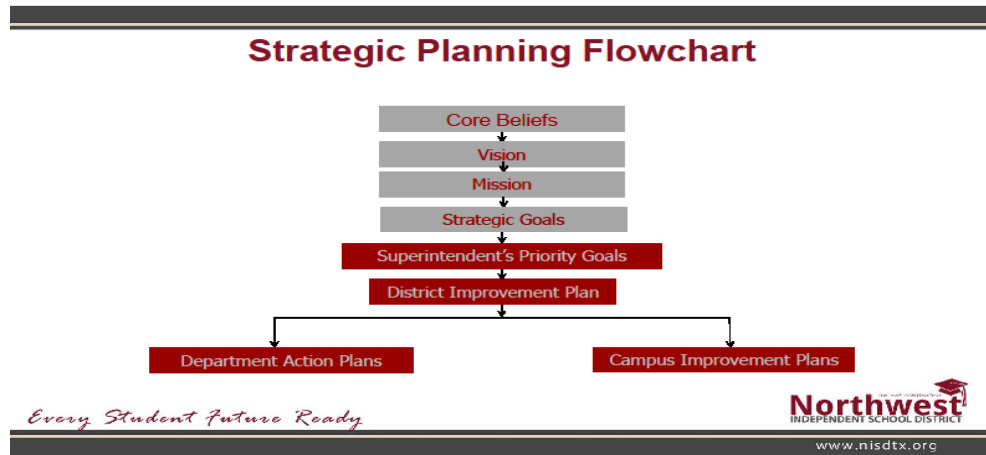 Strategic Planning Flowchart
Core Beliefs
Vision
Mission
Strategic Goals
Superintendent's Priority Goals
District Improvement Plan
Department Action Plans
Campus Improvement Plans
Every Student Future Ready
Northwest
INDEPENDENT SCHOOL DISTRICT
www.nisdtx.org